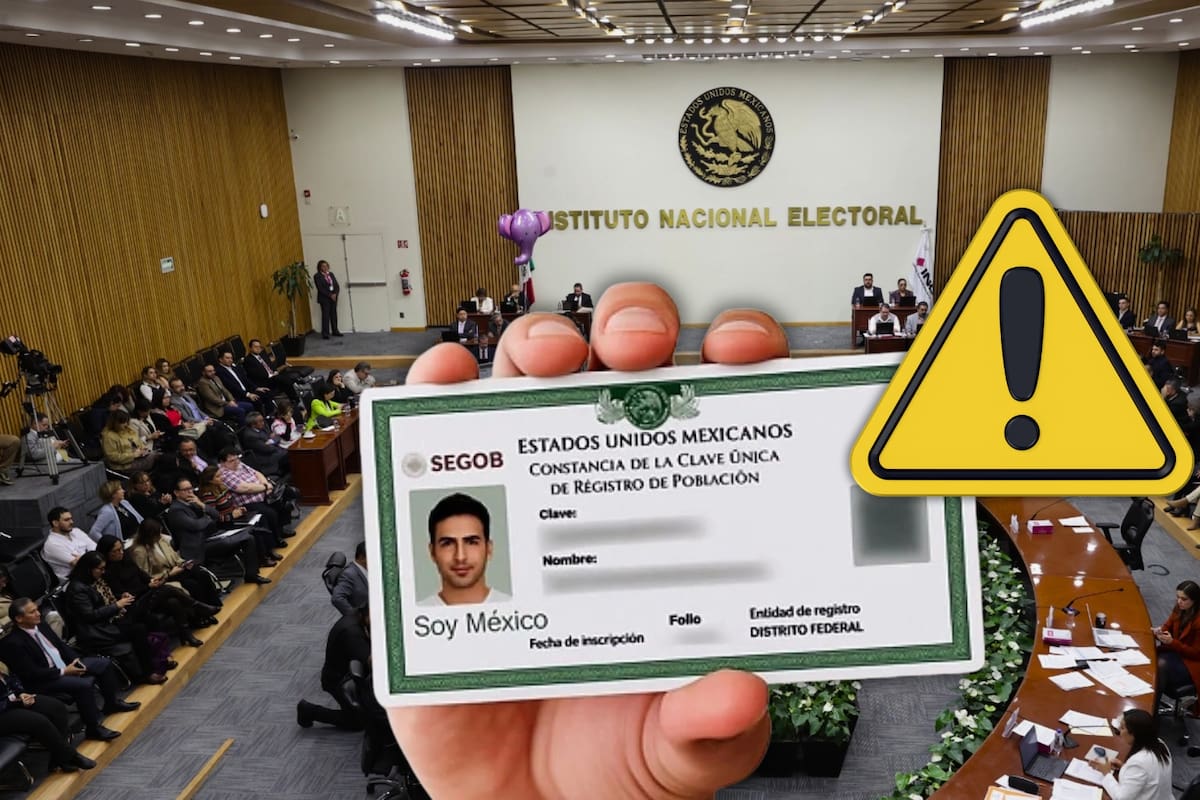 ESTADOS UNIDOS MEXICANOS
INSTITUTO NACIONAL ELECTORAL
A
ESTADOS UNIDOS MEXICANOS
SEGOB
CONSTANCIA DE LA CLAVE ÚNICA
DE REGISTRO DE POBLACIÓN
Clave:
Nombre:
Soy México
Fecha de inscripción
Folio
Entidad de registro
DISTRITO FEDERAL
!